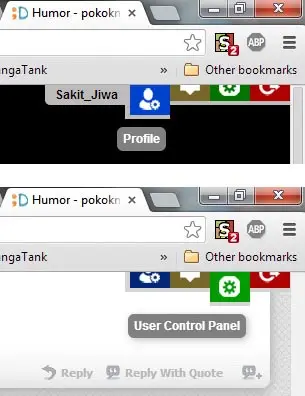 :D Humor - pokokn
2
ABP
ngaTank » Other bookmarks
Sakit_Jiwa
Profile
:D Humor - pokokn
2
ABP
ngaTank » Other bookmarks
User Control Panel
Reply Reply With Quote